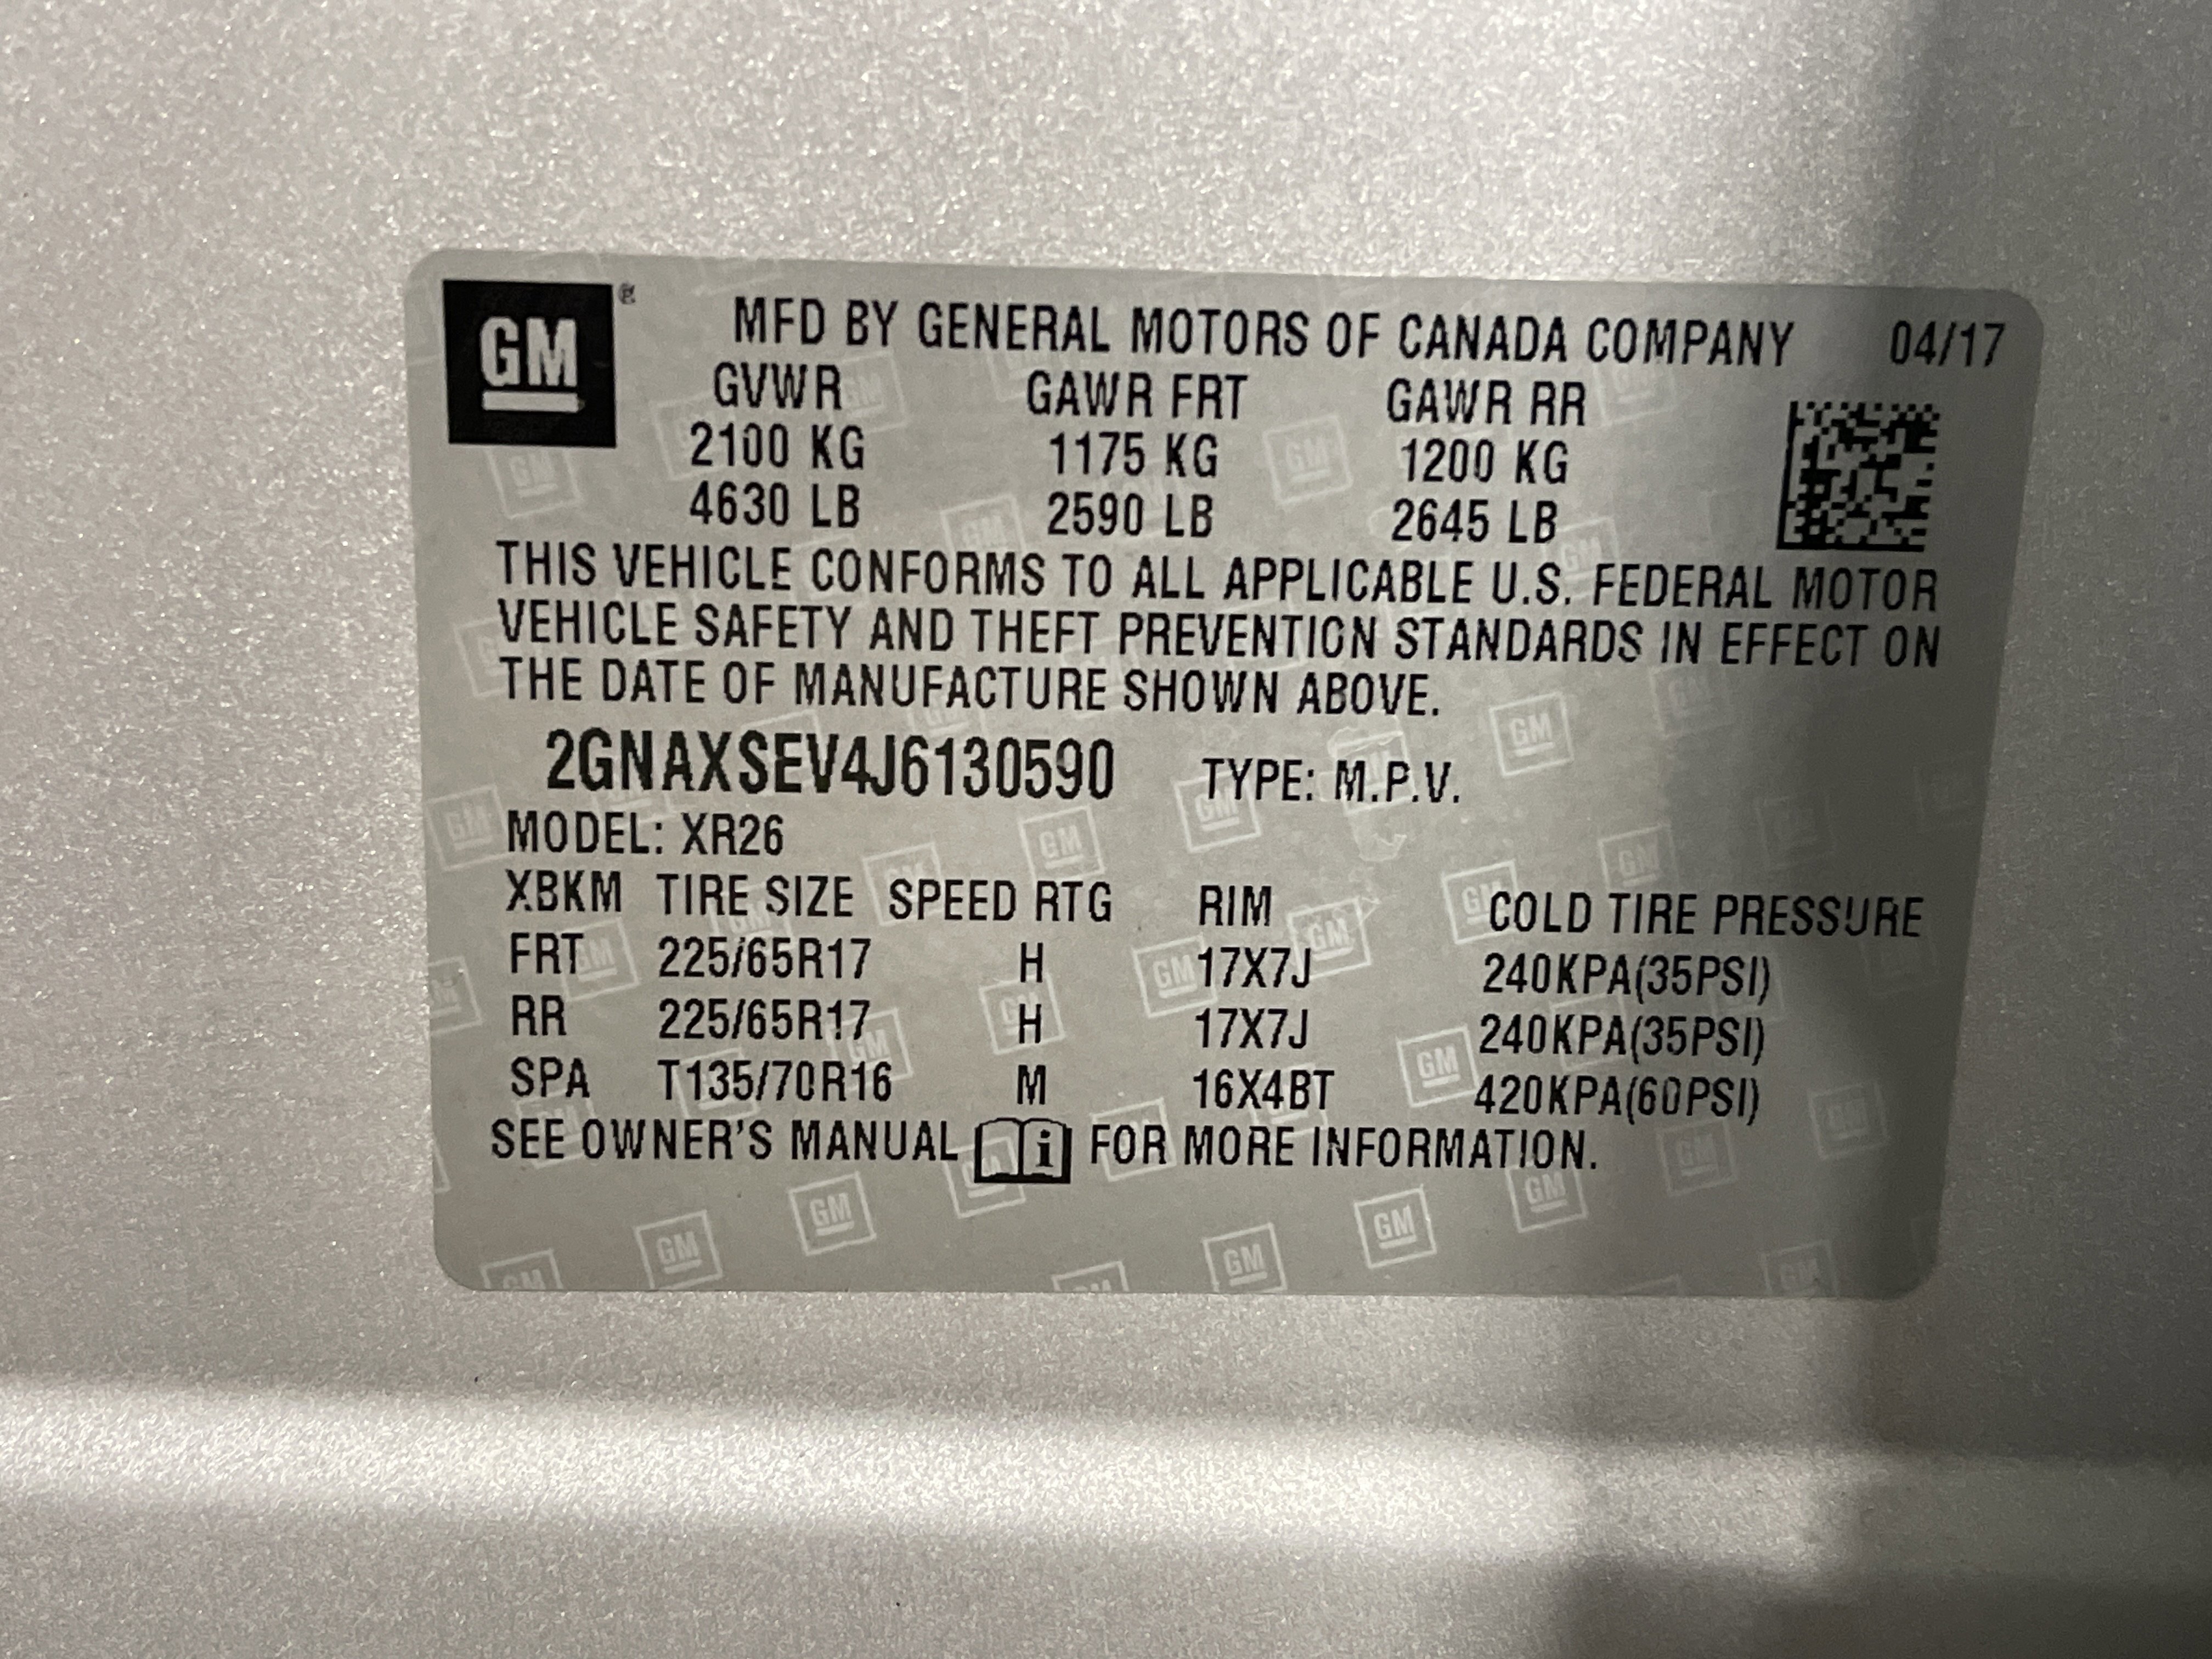 GM
MFD BY GENERAL MOTORS OF CANADA COMPANY 04/17
GVWR GAWR FRT GAWR RR
2100 KG 1175 KG 1200 KG
4630 LB 2590 LB 2645 LB
THIS VEHICLE CONFORMS TO ALL APPLICABLE U.S. FEDERAL MOTOR
VEHICLE SAFETY AND THEFT PREVENTION STANDARDS IN EFFECT ON
THE DATE OF MANUFACTURE SHOWN ABOVE.
2GNAXSEV4J6130590 TYPE: M.P.V.
MODEL: XR26
XBKM TIRE SIZE SPEED RTG RIM COLD TIRE PRESSURE
FRT 225/65R17 H 17X7J 240KPA(35PSI)
RR 225/65R17 H 17X7J 240KPA(35PSI)
SPA T135/70R16 M 16X4BT 420KPA(60PSI)
SEE OWNER'S MANUAL i FOR MORE INFORMATION.